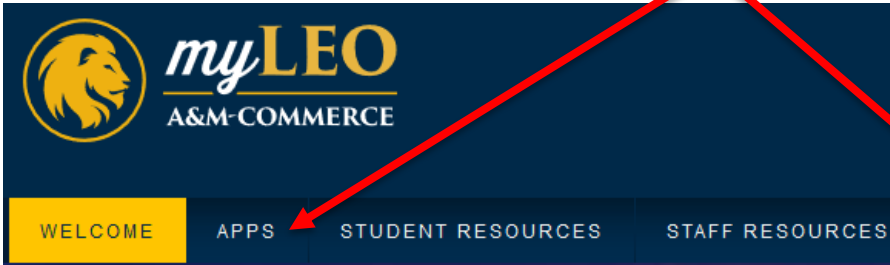 myLEO
A&M-COMMERCE
WELCOME APPS STUDENT RESOURCES STAFF RESOURCES